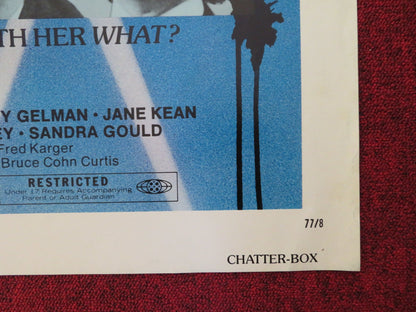 TH HER WHAT?
Y GELMAN • JANE KEAN
EY • SANDRA GOULD
Fred Karger
Bruce Cohn Curtis
RESTRICTED
Under 17 Requires Accompanying
Parent or Adult Guardian
77/8
CHATTER-BOX